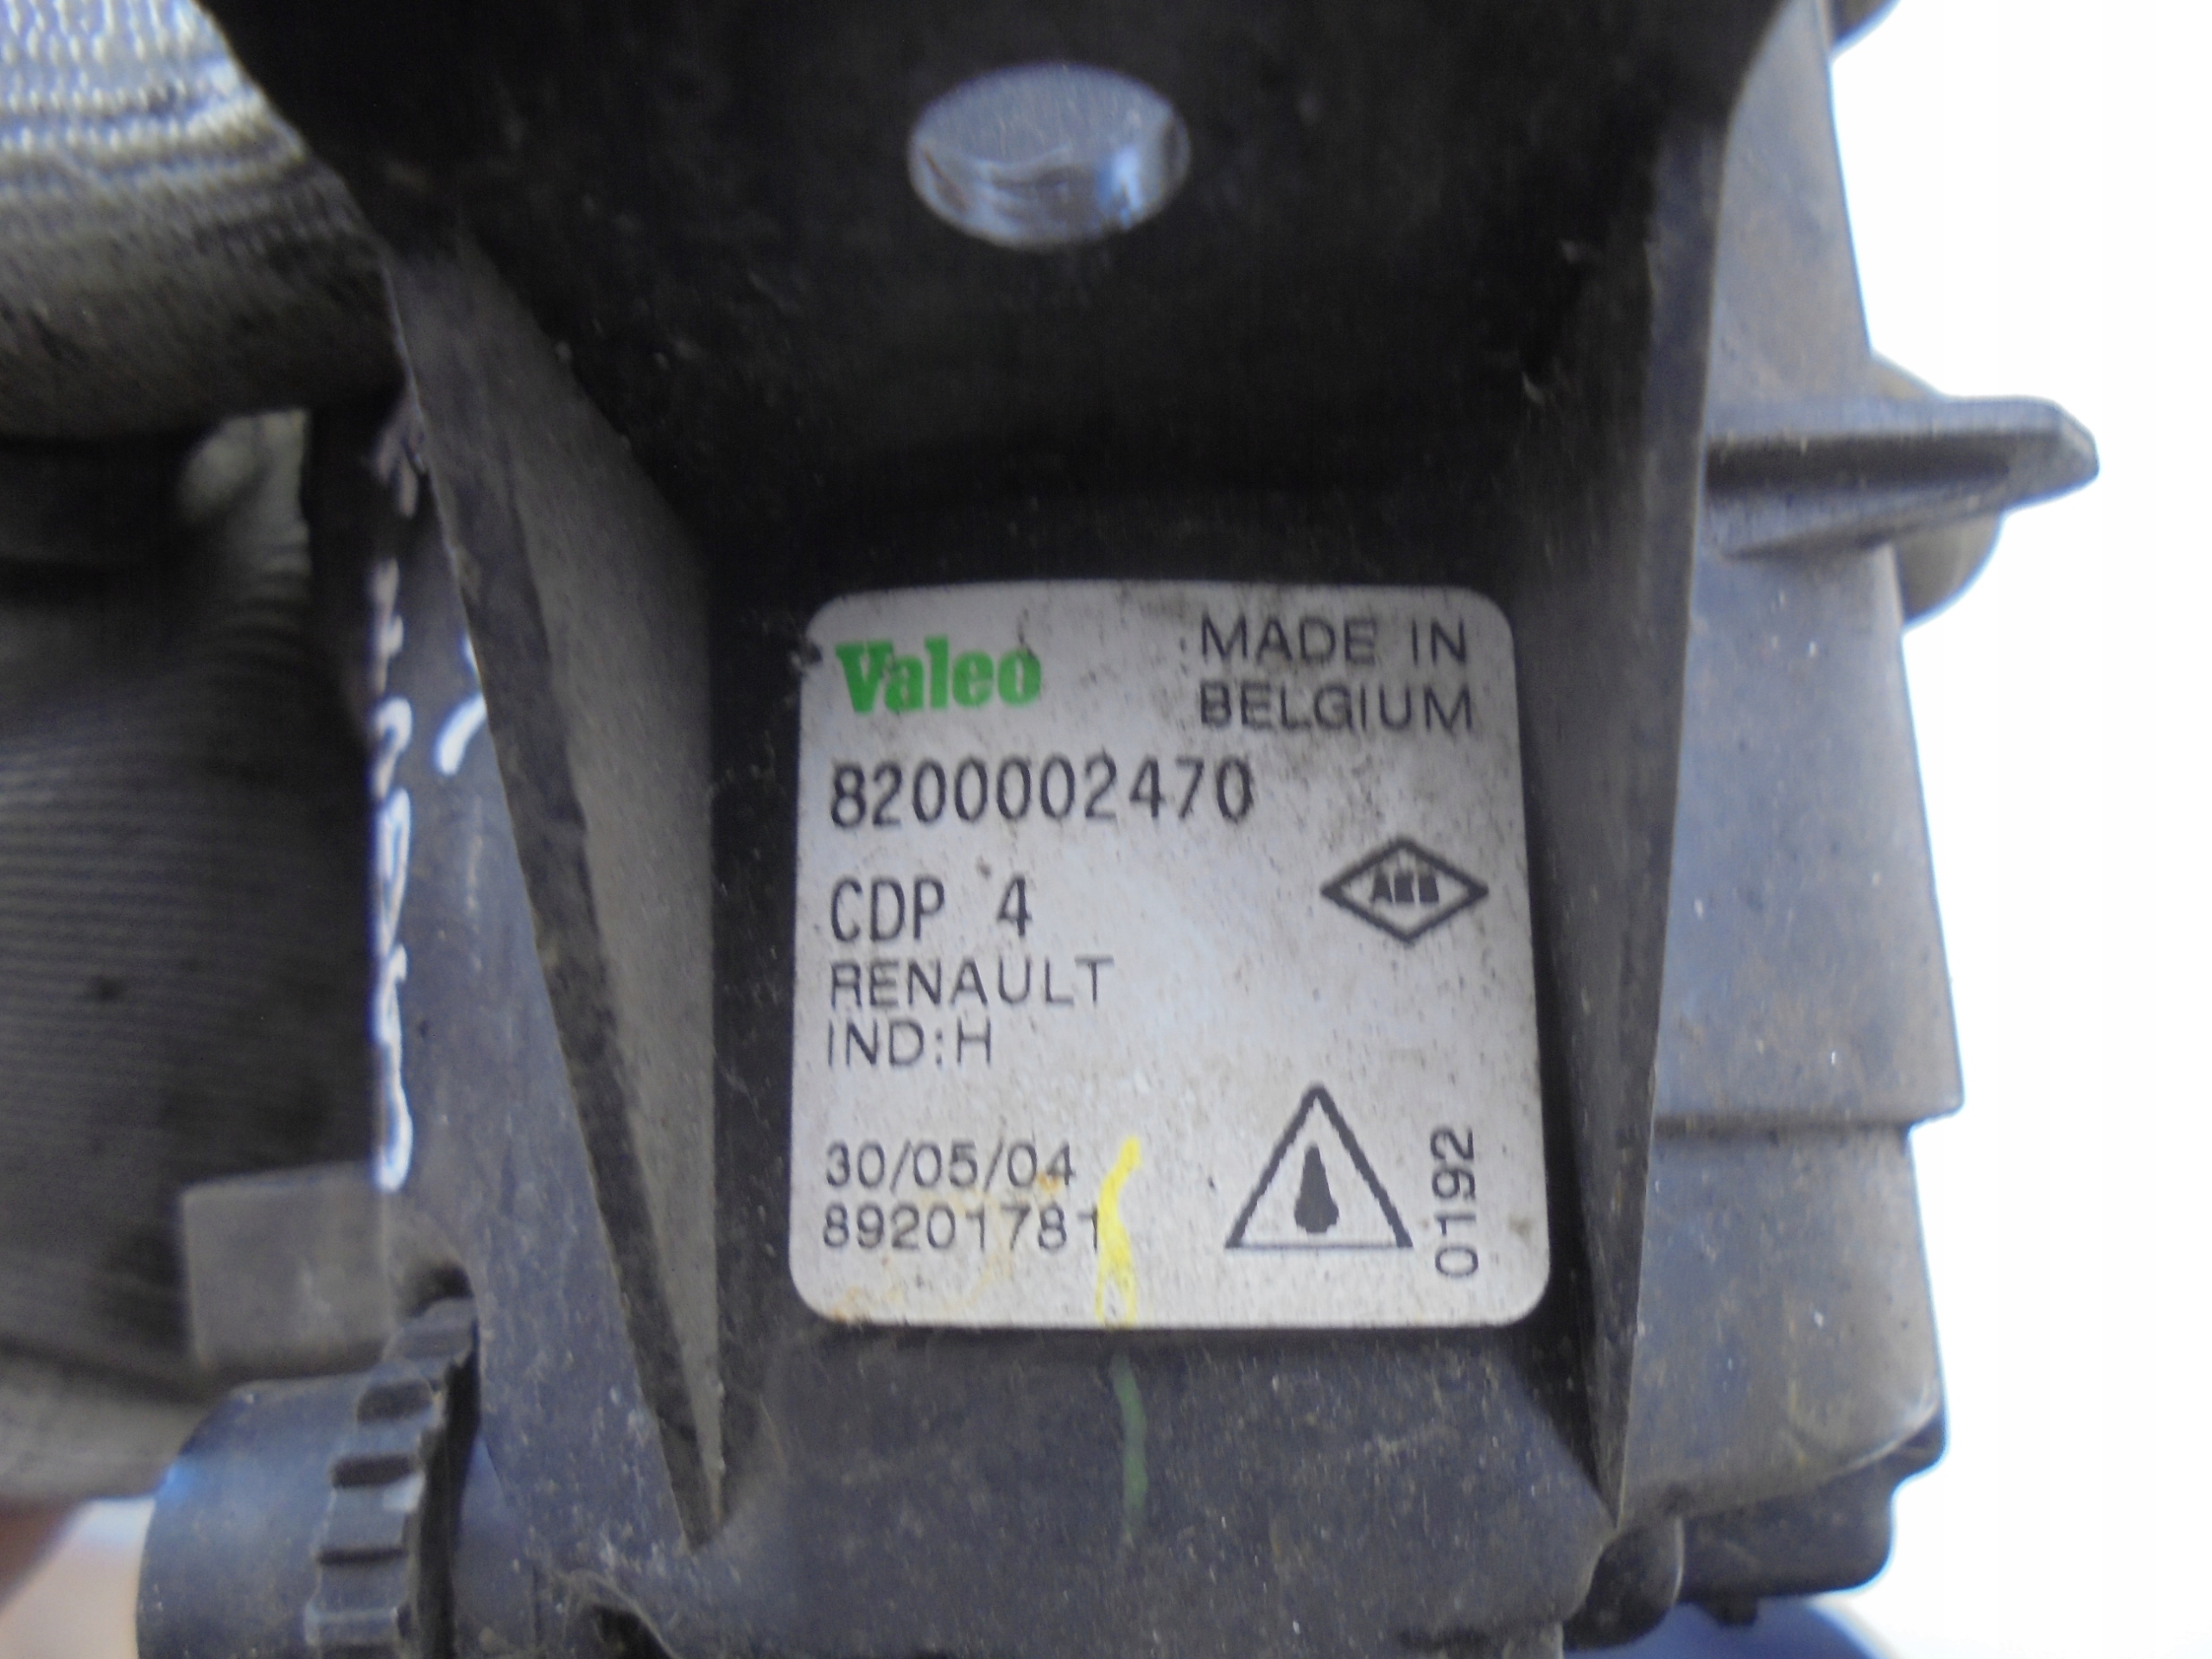 Valeo
MADE IN
BELGIUM
8200002470
CDP 4
RENAULT
IND:H
30/05/04
89201781
0192